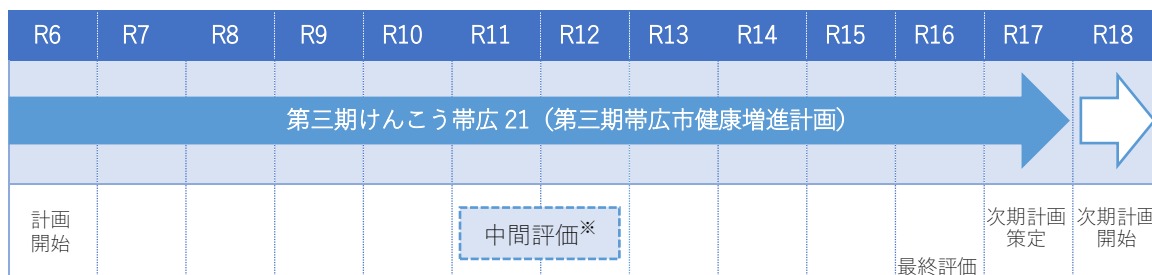 R6 R7 R8 R9 R10 R11 R12 R13 R14 R15 R16 R17 R18
第三期けんこう帯広 21（第三期帯広市健康増進計画）
計画
開始
中間評価※
最終評価
次期計画
策定
次期計画
開始